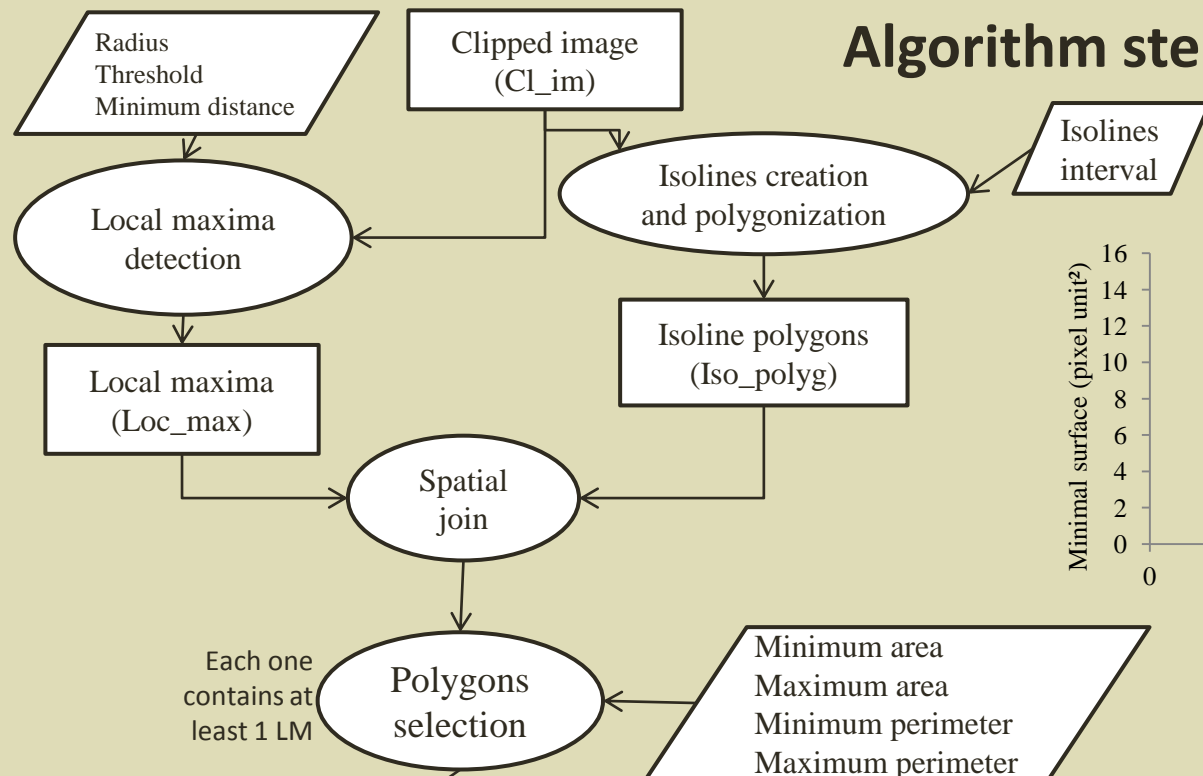 Algorithm ste
Radius
Threshold
Minimum distance
Clipped image
(Cl_im)
Isolines
interval
Isolines creation
and polygonization
Local maxima
detection
Isoline polygons
(Iso_polyg)
Local maxima
(Loc_max)
Minimal surface (pixel unit²)
16
14
12
10
8
6
4
2
0
0
Spatial
join
Each one
contains at
least 1 LM
Polygons
selection
Minimum area
Maximum area
Minimum perimeter
Maximum perimeter